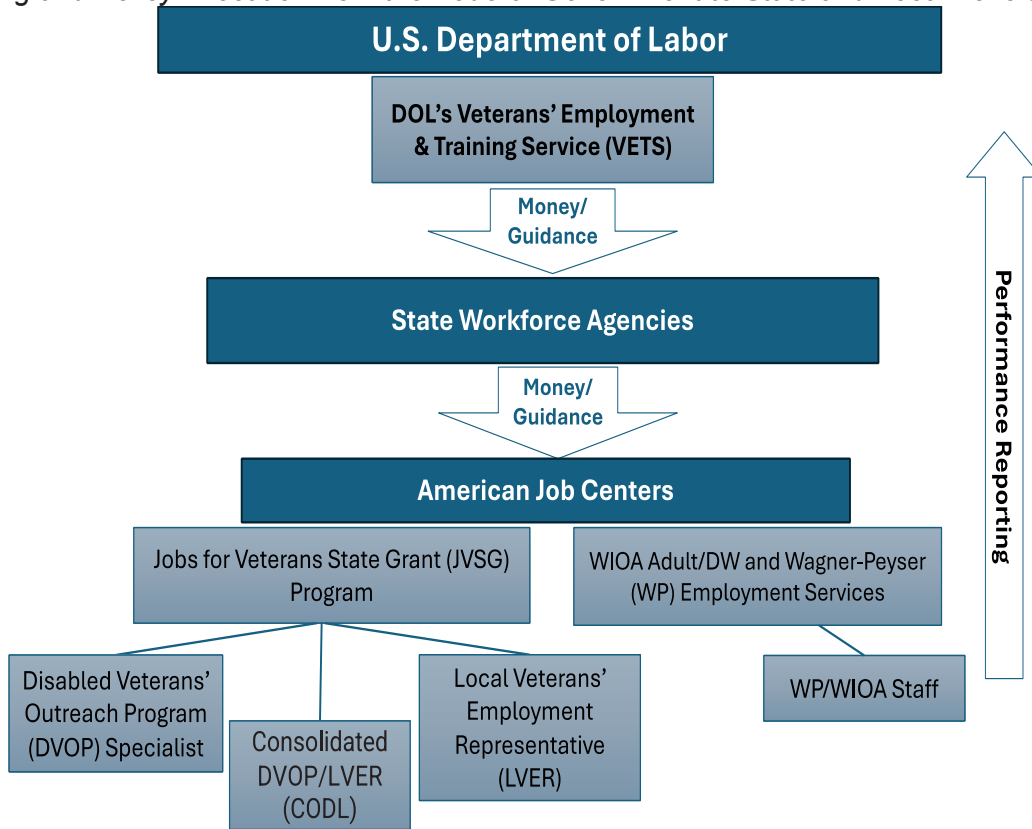 U.S. Department of Labor
DOL's Veterans' Employment
& Training Service (VETS)
Money/
Guidance
State Workforce Agencies
Money/
Guidance
American Job Centers
Jobs for Veterans State Grant (JVSG)
Program
WIOA Adult/DW and Wagner-Peyser
(WP) Employment Services
Disabled Veterans'
Outreach Program
(DVOP) Specialist
Consolidated
DVOP/LVER
(CODL)
Local Veterans'
Employment
Representative
(LVER)
WP/WIOA Staff
Performance Reporting